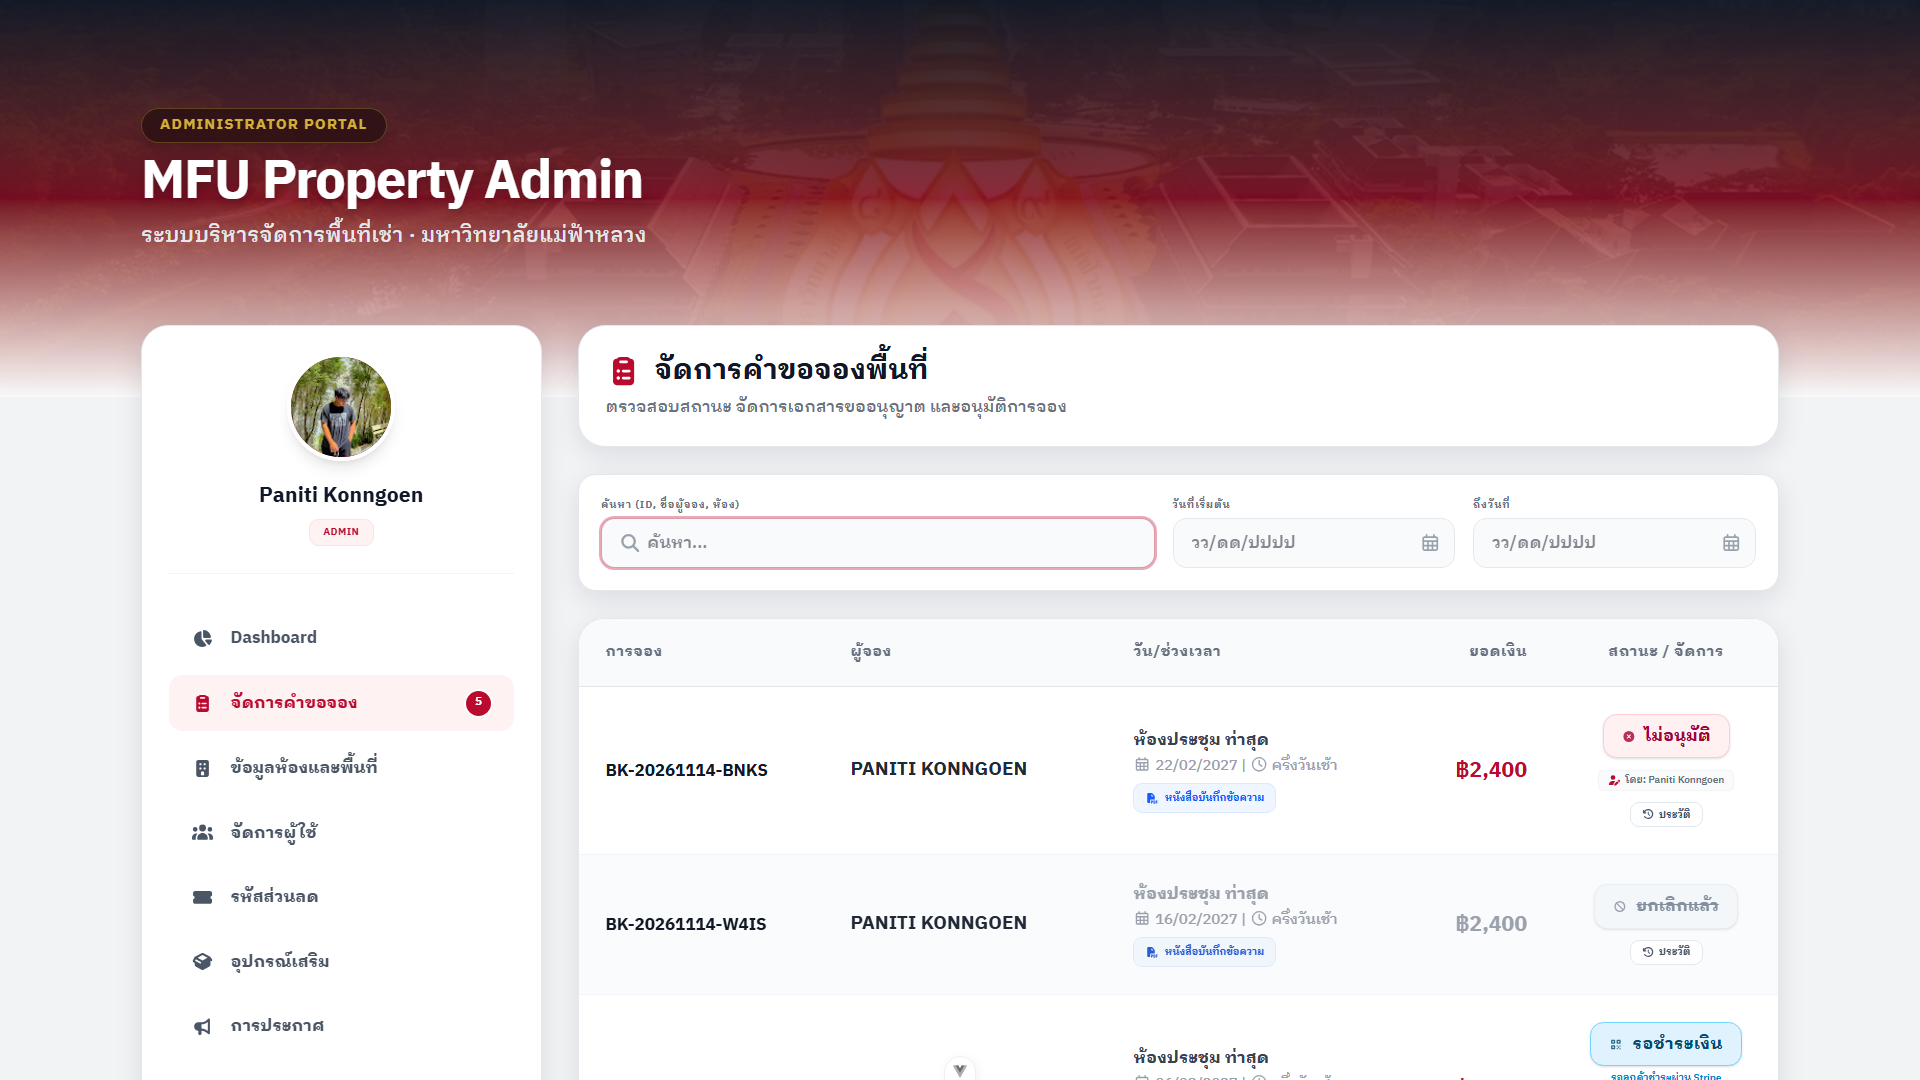 ADMINISTRATOR PORTAL
MFU Property Admin
ระบบบริหารจัดการพื้นที่เช่า · มหาวิทยาลัยแม่ฟ้าหลวง
Paniti Konngoen
ADMIN
Dashboard
จัดการคำขอจอง 5
ข้อมูลห้องและพื้นที่
จัดการผู้ใช้
รหัสส่วนลด
อุปกรณ์เสริม
การประกาศ
จัดการคำขอจองพื้นที่
ตรวจสอบสถานะ จัดการเอกสารขออนุญาต และอนุมัติการจอง
ค้นหา (ID, ชื่อผู้จอง, ห้อง)
ค้นหา...
วันที่เริ่มต้น
วว/ดด/ปปปป
ถึงวันที่
วว/ดด/ปปปป
การจอง ผู้จอง วัน/ช่วงเวลา ยอดเงิน สถานะ / จัดการ
BK-20261114-BNKS
PANITI KONNGOEN
ห้องประชุม ท่าสุด
22/02/2027 | ครึ่งวันเช้า
หนังสือบันทึกข้อความ
฿2,400
ไม่อนุมัติ
โดย: Paniti Konngoen
ประวัติ
BK-20261114-W4IS
PANITI KONNGOEN
ห้องประชุม ท่าสุด
16/02/2027 | ครึ่งวันเช้า
หนังสือบันทึกข้อความ
฿2,400
ยกเลิกแล้ว
ประวัติ
ห้องประชุม ท่าสุด
รอชำระเงิน
รอลูกค้าชำระผ่าน Stripe